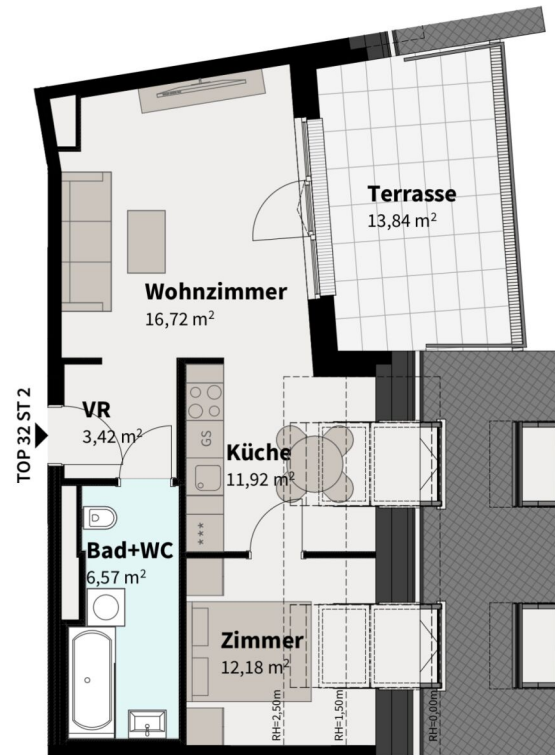 Terrasse
13,84 m²
Wohnzimmer
16,72 m²
TOP 32 ST 2
VR
3,42 m²
GS
Küche
11,92 m²
***
Bad+WC
6,57 m²
Zimmer
12,18 m²
RH=2,50m
RH=1,50m
RH=0,00m